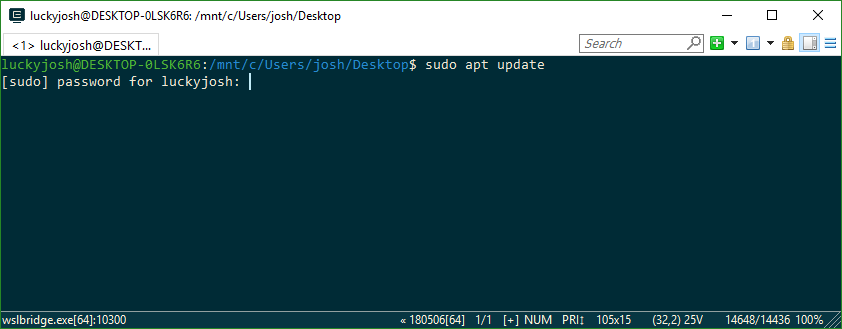 luckyjosh@DESKTOP-0LSK6R6: /mnt/c/Users/josh/Desktop
<1> luckyjosh@DESKT...
Search
luckyjosh@DESKTOP-0LSK6R6:/mnt/c/Users/josh/Desktop$ sudo apt update
[sudo] password for luckyjosh:
wslbridge.exe[64]:10300 « 180506[64] 1/1 [+] NUM PRI↕ 105x15 (32,2) 25V 14648/14436 100%